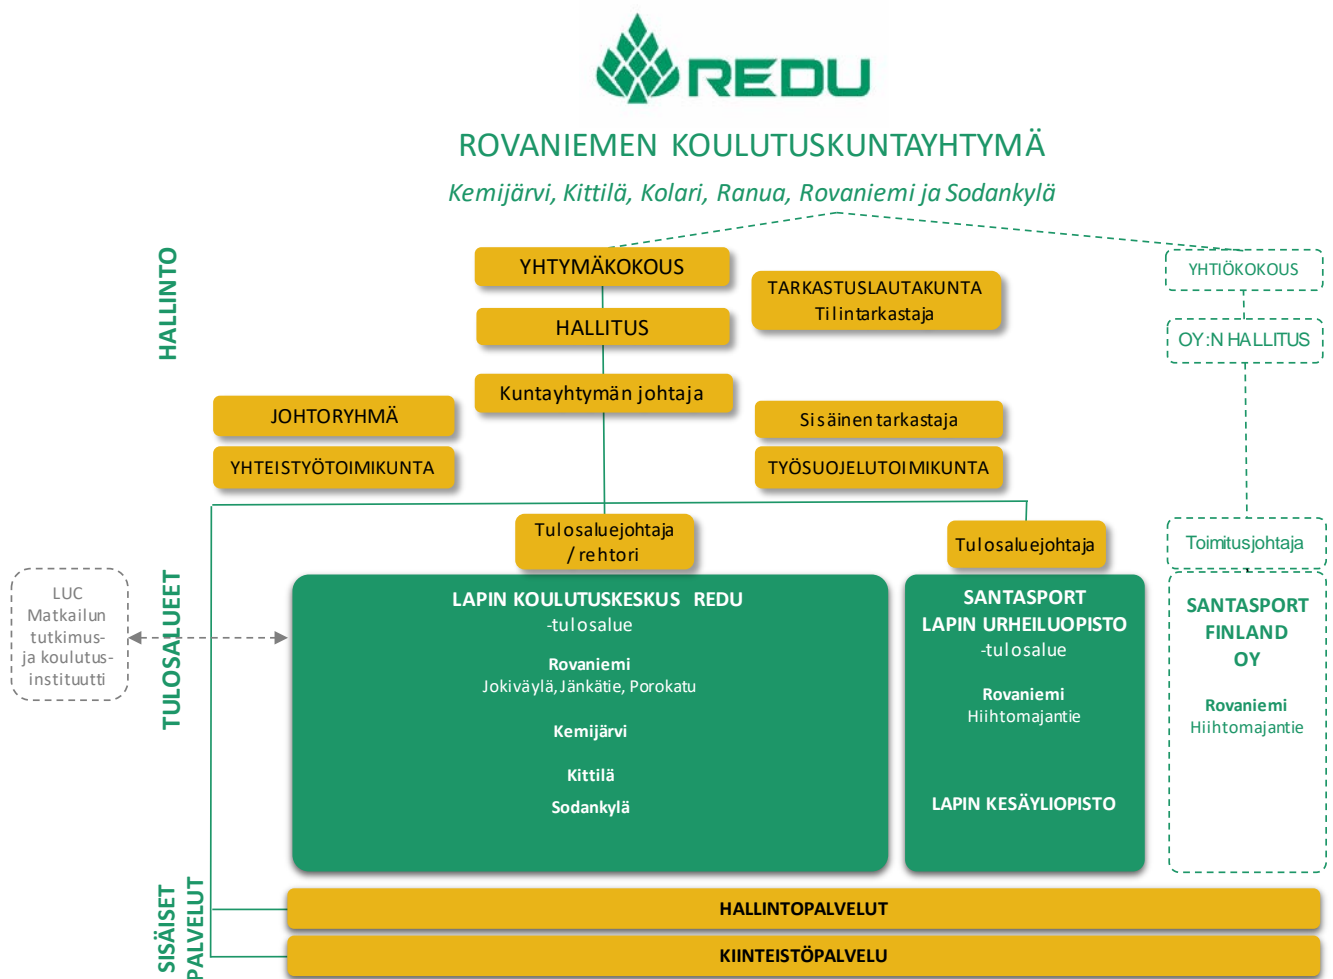 REDU
ROVANIEMEN KOULUTUSKUNTAYHTYMÄ
Kemijärvi, Kittilä, Kolari, Ranua, Rovaniemi ja Sodankylä
HALLINTO
YHTYMÄKOKOUS
TARKASTUSLAUTAKUNTA
Tilintarkastaja
YHTIÖKOKOUS
HALLITUS
OY:N HALLITUS
Kuntayhtymän johtaja
JOHTORYHMÄ
Sisäinen tarkastaja
YHTEISTYÖTOIMIKUNTA
TYÖSUOJELUTOIMIKUNTA
Tulosaluejohtaja
/ rehtori
Tulosaluejohtaja
Toimitusjohtaja
TULOSALUEET
LUC
Matkailun
tutkimus-
ja koulutus-
instituutti
LAPIN KOULUTUSKESKUS REDU
-tulosalue
Rovaniemi
Jokiväylä, Jänkätie, Porokatu
Kemijärvi
Kittilä
Sodankylä
SANTASPORT
LAPIN URHEILUOPISTO
-tulosalue
Rovaniemi
Hiihtomajantie
LAPIN KESÄYLIOPISTO
SANTASPORT
FINLAND
OY
Rovaniemi
Hiihtomajantie
SISÄISET
PALVELUT
HALLINTOPALVELUT
KIINTEISTÖPALVELU